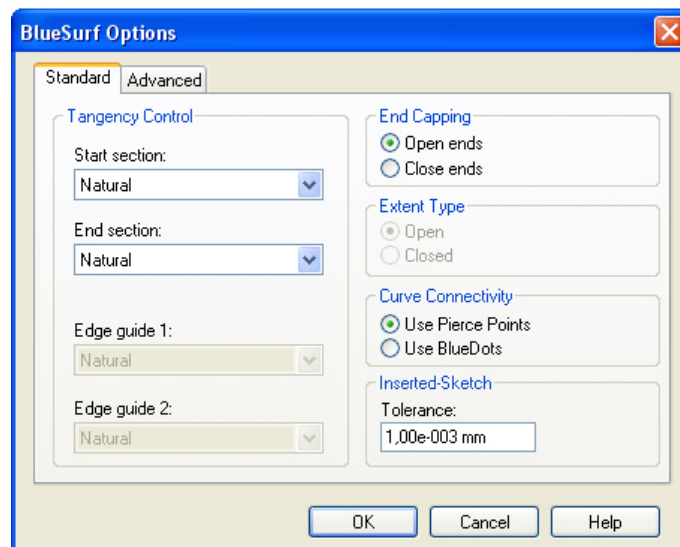 BlueSurf Options
Standard
Advanced
Tangency Control
Start section:
Natural
End section:
Natural
Edge guide 1:
Natural
Edge guide 2:
Natural
End Capping
Open ends
Close ends
Extent Type
Open
Closed
Curve Connectivity
Use Pierce Points
Use BlueDots
Inserted-Sketch
Tolerance:
1,00e-003 mm
OK
Cancel
Help